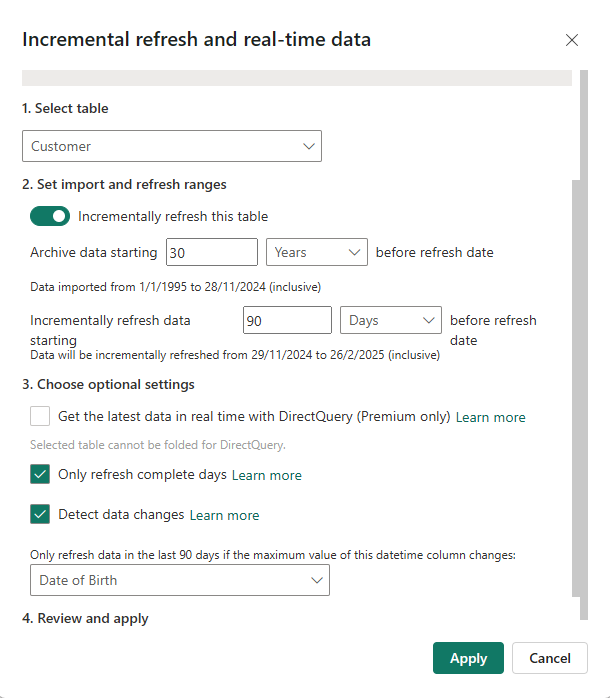 Incremental refresh and real-time data
1. Select table
Customer
2. Set import and refresh ranges
Incrementally refresh this table
Archive data starting 30 Years before refresh date
Data imported from 1/1/1995 to 28/11/2024 (inclusive)
Incrementally refresh data starting 90 Days before refresh date
Data will be incrementally refreshed from 29/11/2024 to 26/2/2025 (inclusive)
3. Choose optional settings
Get the latest data in real time with DirectQuery (Premium only) Learn more
Selected table cannot be folded for DirectQuery.
Only refresh complete days Learn more
Detect data changes Learn more
Only refresh data in the last 90 days if the maximum value of this datetime column changes:
Date of Birth
4. Review and apply
Apply Cancel